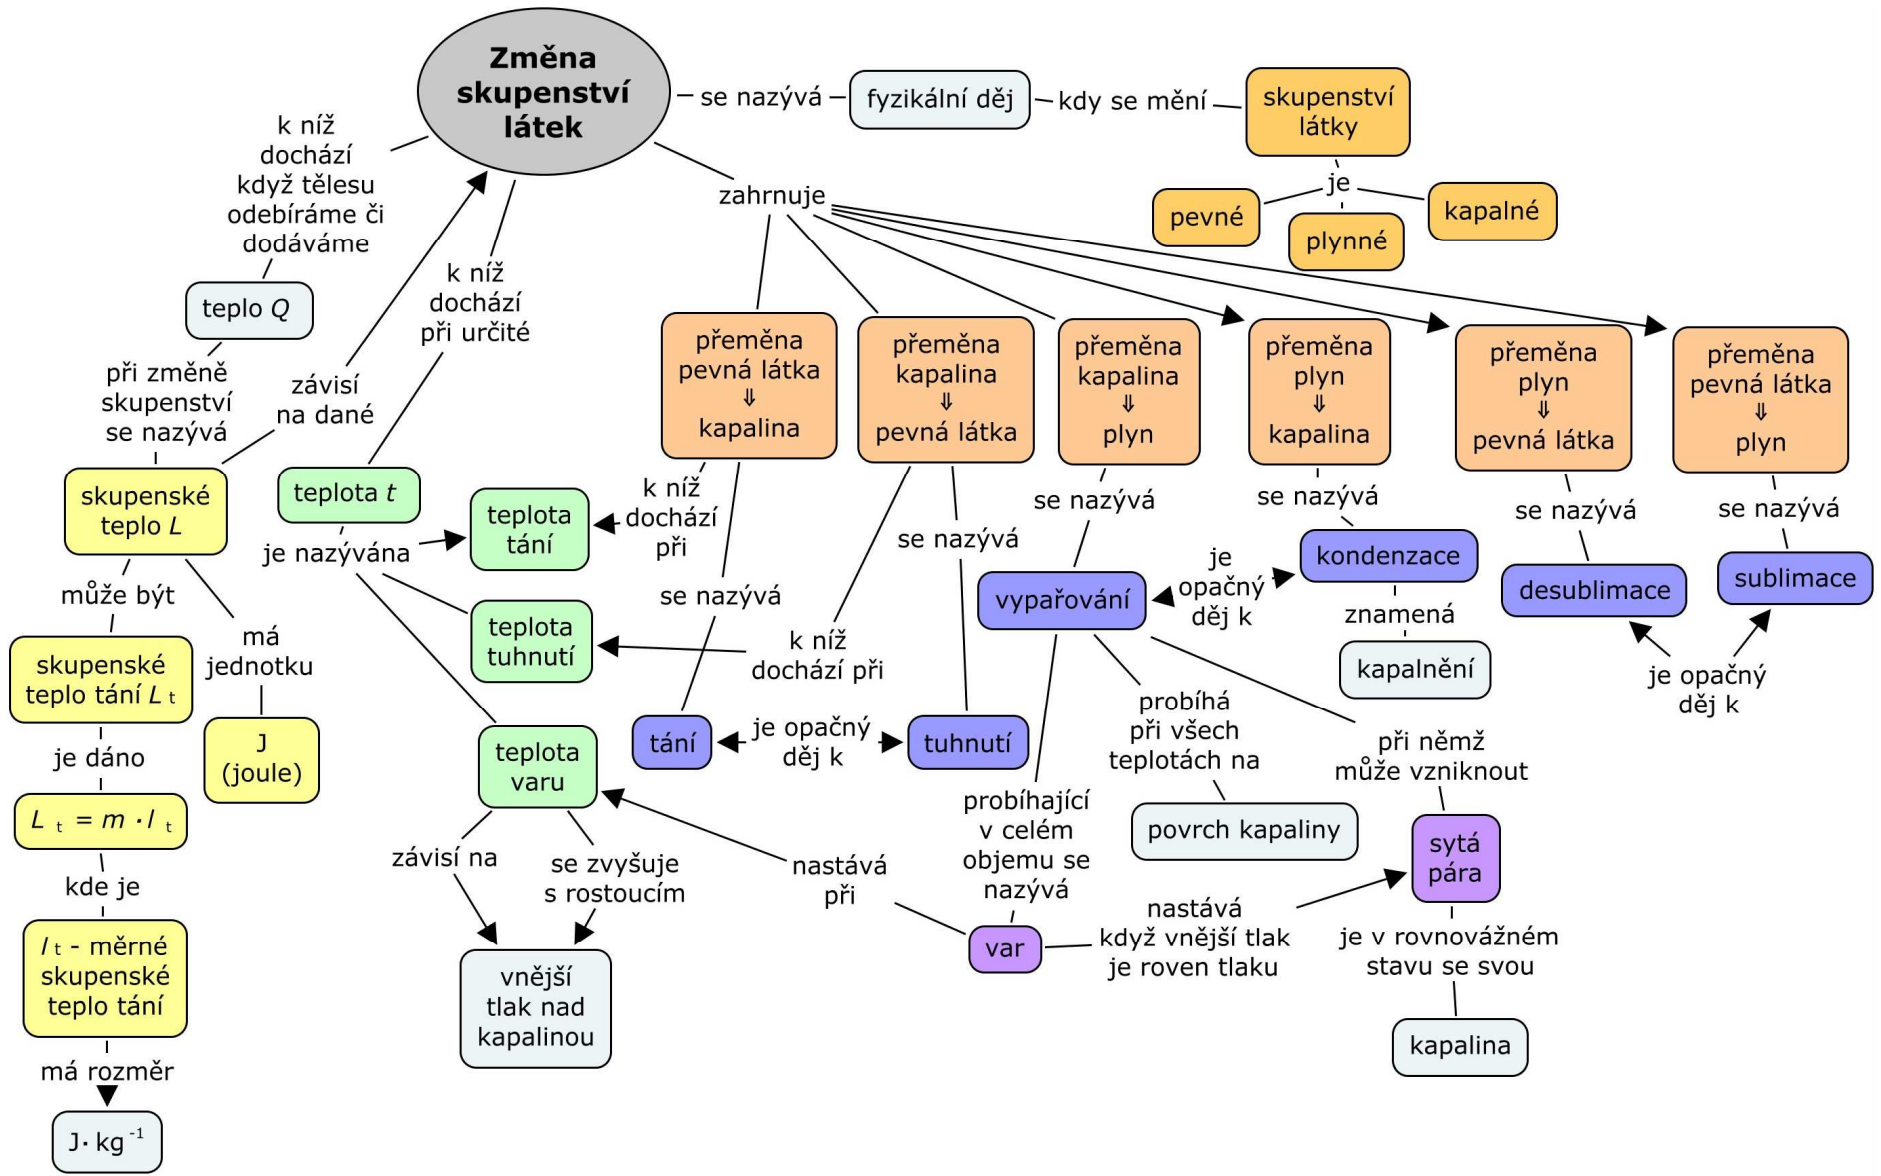 Změna
skupenství
látek
se nazývá
fyzikální děj
kdy se mění
skupenství
látky
je
pevné
plynné
kapalné
k níž
dochází
když tělesu
odebíráme či
dodáváme
teplo Q
při změně
skupenství
se nazývá
skupenské
teplo L
závisí
na dané
může být
skupenské
teplo tání L t
je dáno
L t = m · l t
kde je
l t - měrné
skupenské
teplo tání
má rozměr
J· kg -1
má
jednotku
J
(joule)
k níž
dochází
při určité
teplota t
je nazývána
teplota
tání
teplota
tuhnutí
teplota
varu
závisí na
se zvyšuje
s rostoucím
vnější
tlak nad
kapalinou
zahrnuje
přeměna
pevná látka
⇓
kapalina
k níž
dochází
při
se nazývá
tání
je opačný
děj k
přeměna
kapalina
⇓
pevná látka
k níž
dochází při
se nazývá
tuhnutí
přeměna
kapalina
⇓
plyn
se nazývá
vypařování
je
opačný
děj k
probíhající
v celém
objemu se
nazývá
var
nastává
při
nastává
když vnější tlak
je roven tlaku
probíhá
při všech
teplotách na
povrch kapaliny
při němž
může vzniknout
sytá
pára
je v rovnovážném
stavu se svou
kapalina
přeměna
plyn
⇓
kapalina
se nazývá
kondenzace
znamená
kapalnění
přeměna
plyn
⇓
pevná látka
se nazývá
desublimace
je opačný
děj k
přeměna
pevná látka
⇓
plyn
se nazývá
sublimace